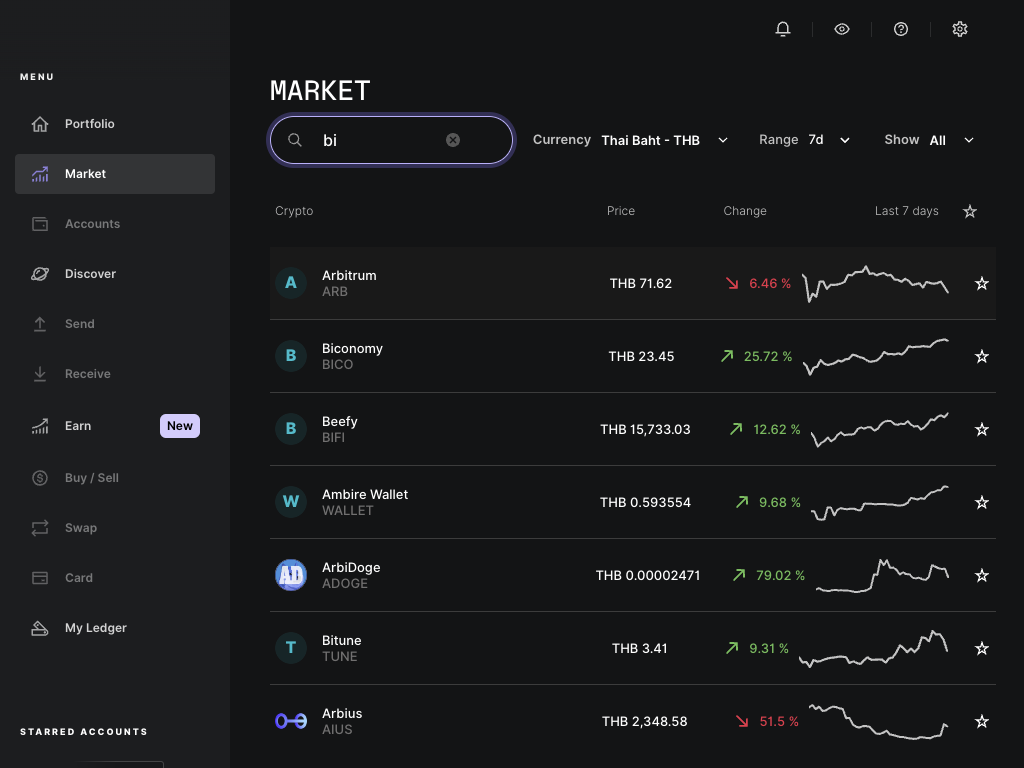 MENU
Portfolio
Market
Accounts
Discover
Send
Receive
Earn New
Buy / Sell
Swap
Card
My Ledger
STARRED ACCOUNTS
MARKET
bi
Currency Thai Baht - THB
Range 7d
Show All
Crypto Price Change Last 7 days
A Arbitrum THB 71.62 6.46 %
ARB
B Biconomy THB 23.45 25.72 %
BICO
B Beefy THB 15,733.03 12.62 %
BIFI
W Ambire Wallet THB 0.593554 9.68 %
WALLET
AD ArbiDoge THB 0.00002471 79.02 %
ADOGE
T Bitune THB 3.41 9.31 %
TUNE
Arbius THB 2,348.58 51.5 %
AIUS